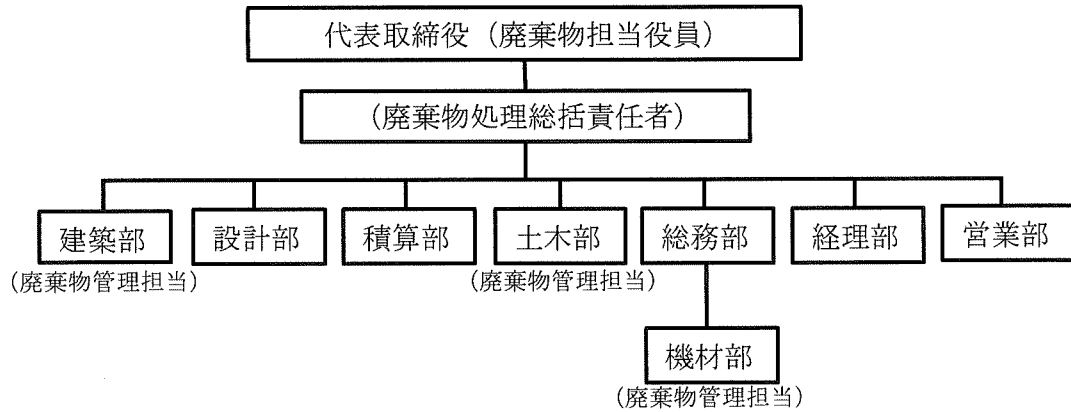 代表取締役（廃棄物担当役員）
(廃棄物処理総括責任者)
建築部
設計部
積算部
土木部
総務部
経理部
営業部
(廃棄物管理担当)
(廃棄物管理担当)
機材部
(廃棄物管理担当)